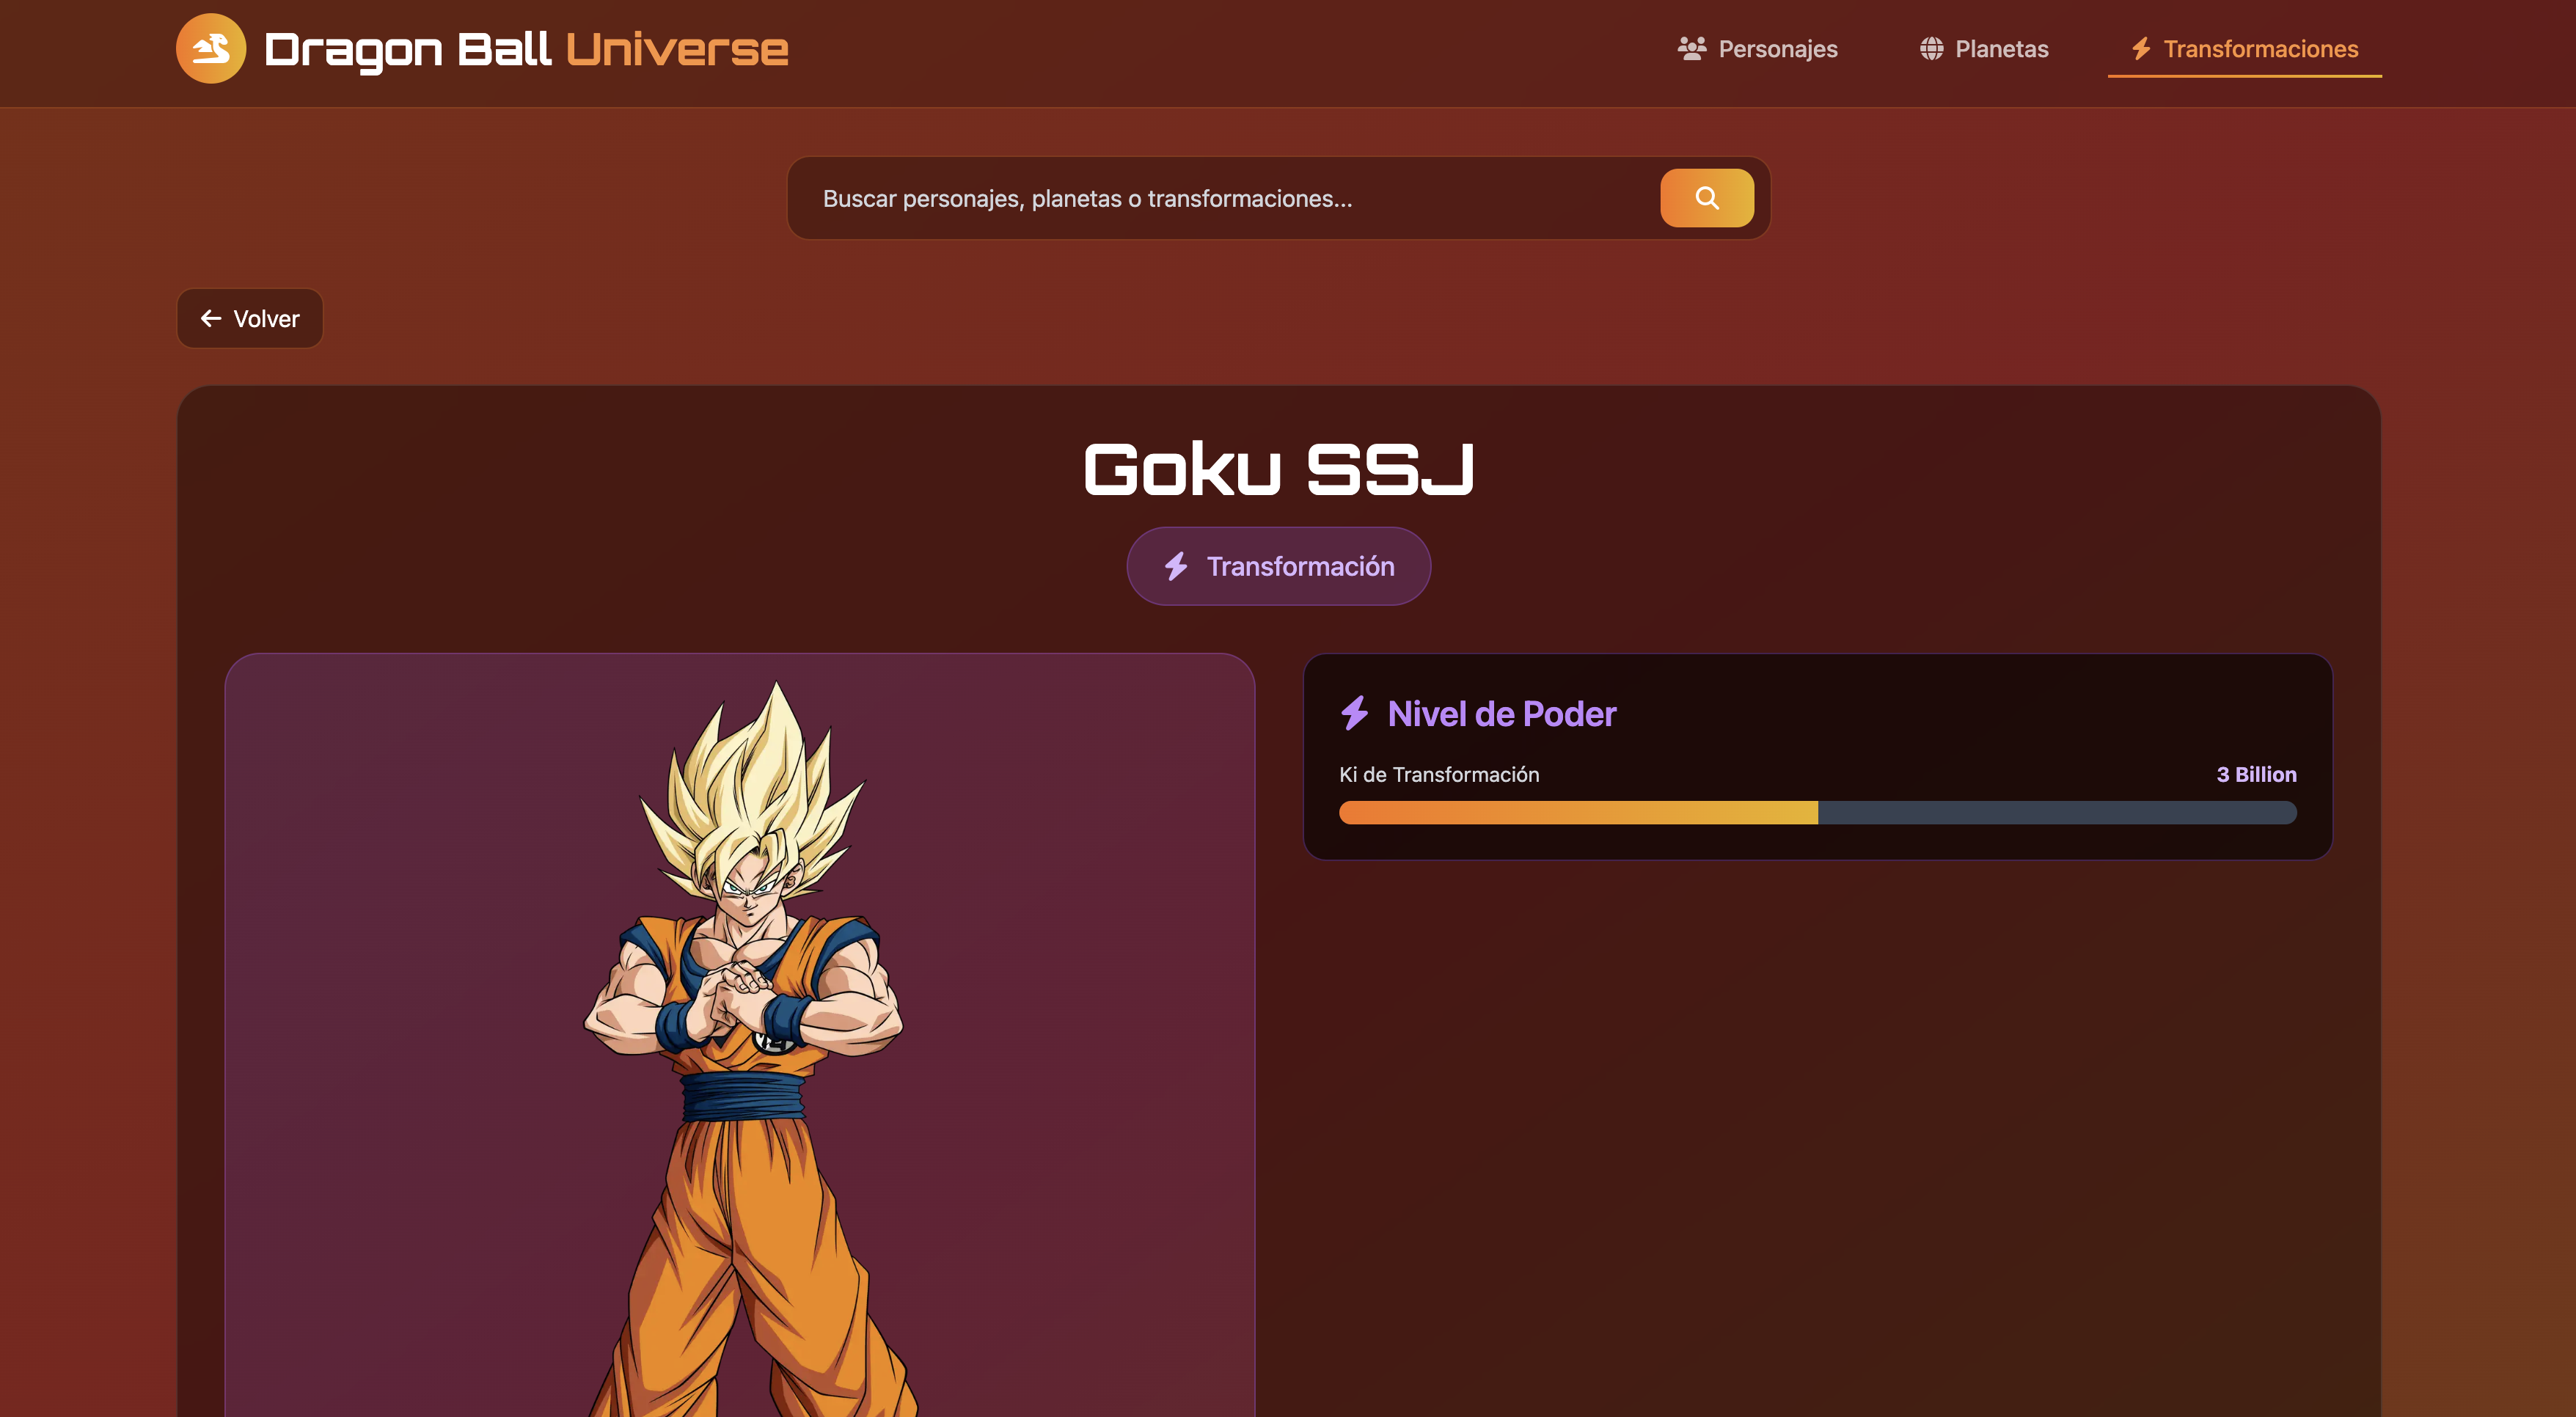 Dragon Ball Universe
Personajes
Planetas
Transformaciones
Buscar personajes, planetas o transformaciones...
Volver
Goku SSJ
Transformación
Nivel de Poder
Ki de Transformación
3 Billion